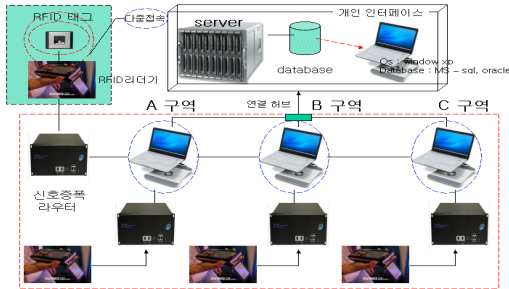 RFID 태그
다중접속
개인 인터페이스
server
database
Os : window xp
Database : MS – sql, oracle
RFID리더기
A 구역
연결 허브
B 구역
C 구역
신호증폭
라우터